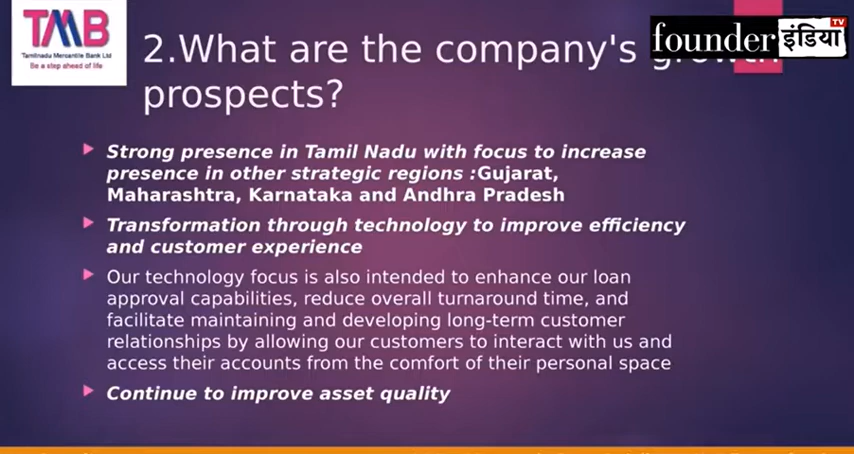 TMB
Tamilnadu Mercantile Bank Ltd
Be a step ahead of life
founder इंडिया TV
2.What are the company's growth
prospects?
Strong presence in Tamil Nadu with focus to increase
presence in other strategic regions :Gujarat,
Maharashtra, Karnataka and Andhra Pradesh
Transformation through technology to improve efficiency
and customer experience
Our technology focus is also intended to enhance our loan
approval capabilities, reduce overall turnaround time, and
facilitate maintaining and developing long-term customer
relationships by allowing our customers to interact with us and
access their accounts from the comfort of their personal space
Continue to improve asset quality